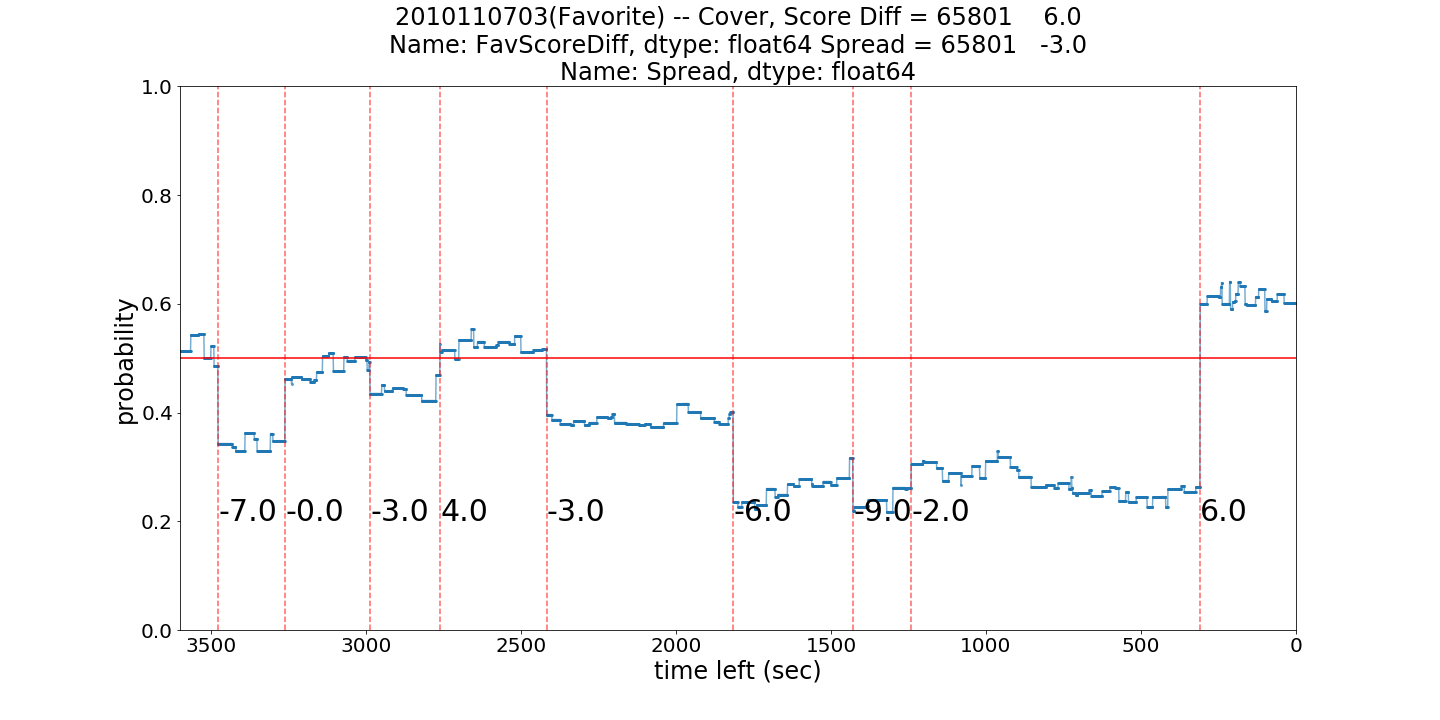 2010110703(Favorite) -- Cover, Score Diff = 65801    6.0
Name: FavScoreDiff, dtype: float64 Spread = 65801   -3.0
Name: Spread, dtype: float64
1.0
0.8
0.6
0.4
0.2
0.0
probability
-7.0 -0.0 -3.0 4.0 -3.0 -6.0 -9.0 -2.0 6.0
3500 3000 2500 2000 1500 1000 500 0
time left (sec)